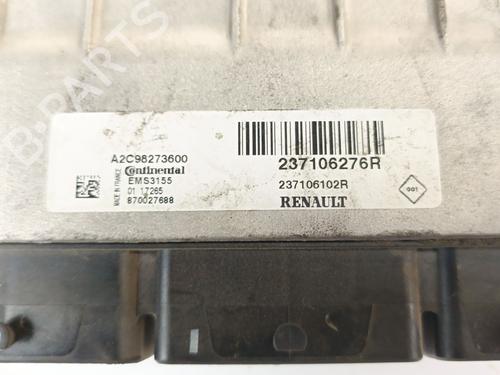 A2C98273600
Continental
EMS3155
01 17265
870027688
MADE IN FRANCE
237106276R
237106102R
RENAULT
001
B-PARTS